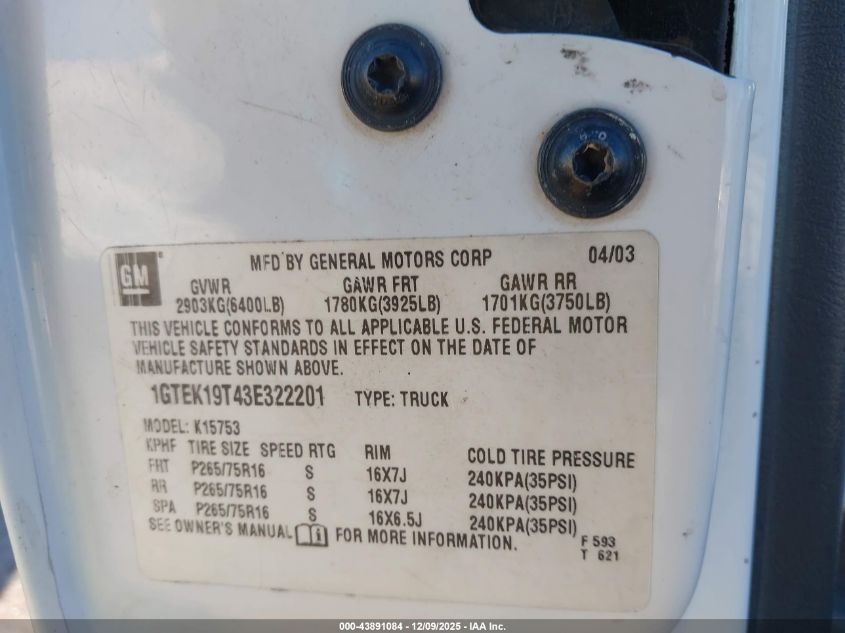 GM
MFD BY GENERAL MOTORS CORP 04/03
GVWR GAWR FRT GAWR RR
2903KG(6400LB) 1780KG(3925LB) 1701KG(3750LB)
THIS VEHICLE CONFORMS TO ALL APPLICABLE U.S. FEDERAL MOTOR
VEHICLE SAFETY STANDARDS IN EFFECT ON THE DATE OF
MANUFACTURE SHOWN ABOVE.
1GTEK19T43E322201 TYPE: TRUCK
MODEL: K15753
KPHF TIRE SIZE SPEED RTG RIM COLD TIRE PRESSURE
FRT P265/75R16 S 16X7J 240KPA(35PSI)
RR P265/75R16 S 16X7J 240KPA(35PSI)
SPA P265/75R16 S 16X6.5J 240KPA(35PSI)
SEE OWNER'S MANUAL i FOR MORE INFORMATION.
F 593
T 621
000-43891084 - 12/09/2025 - IAA Inc.